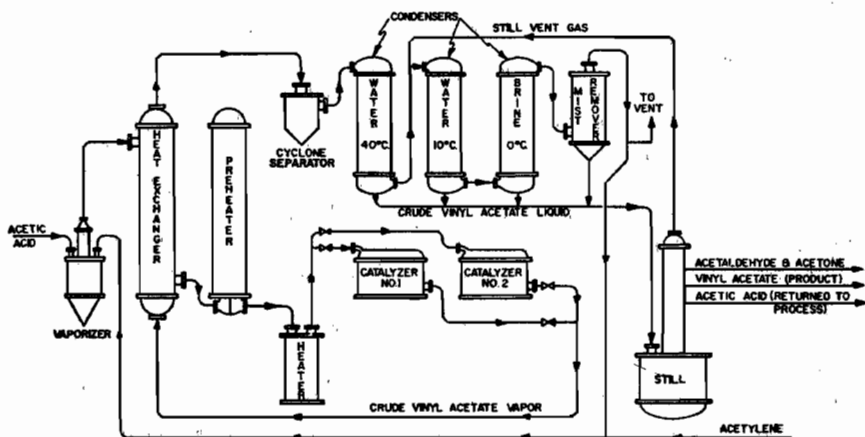 CONDENSERS
STILL VENT GAS
WATER
40°C.
WATER
10°C.
BRINE
0°C.
MIST
REMOVER
TO
VENT
CYCLONE
SEPARATOR
HEAT EXCHANGER
PREHEATER
ACETIC
ACID
CRUDE VINYL ACETATE LIQUID
CATALYZER
NO.1
CATALYZER
NO.2
ACETALDEHYDE & ACETONE
VINYL ACETATE (PRODUCT)
ACETIC ACID (RETURNED TO
PROCESS)
VAPORIZER
HEATER
STILL
CRUDE VINYL ACETATE VAPOR
ACETYLENE